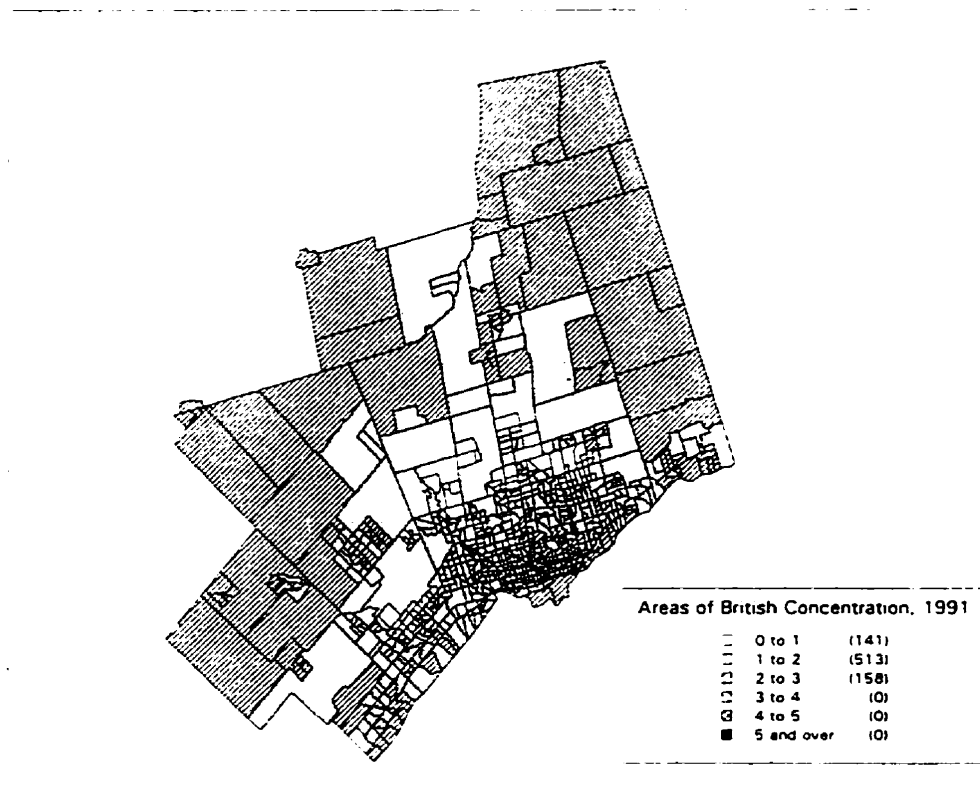 Areas of British Concentration, 1991
0 to 1 (141)
1 to 2 (513)
2 to 3 (158)
3 to 4 (0)
4 to 5 (0)
5 and over (0)